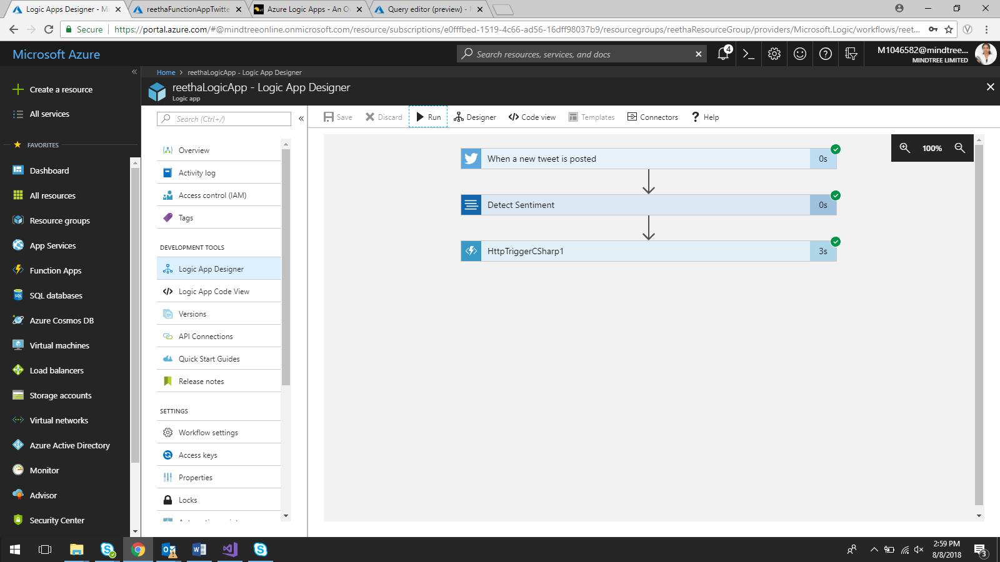 Logic Apps Designer - Mi
reethaFunctionAppTwitte
Azure Logic Apps - An O
Query editor (preview) -
Secure
https://portal.azure.com/#@mindtreeonline.onmicrosoft.com/resource/subscriptions/e0fffbed-1519-4c66-ad56-16dff98037b9/resourcegroups/reethaResourceGroup/providers/Microsoft.Logic/workflows/reet...
Microsoft Azure
Search resources, services, and docs
4
M1046582@mindtree...
MINDTREE LIMITED
Home > reethaLogicApp - Logic App Designer
reethaLogicApp - Logic App Designer
Logic app
Create a resource
All services
FAVORITES
Dashboard
All resources
Resource groups
App Services
Function Apps
SQL databases
Azure Cosmos DB
Virtual machines
Load balancers
Storage accounts
Virtual networks
Azure Active Directory
Monitor
Advisor
Security Center
Search (Ctrl+/)
Overview
Activity log
Access control (IAM)
Tags
DEVELOPMENT TOOLS
Logic App Designer
Logic App Code View
Versions
API Connections
Quick Start Guides
Release notes
SETTINGS
Workflow settings
Access keys
Properties
Locks
Save
Discard
Run
Designer
Code view
Templates
Connectors
Help
100%
When a new tweet is posted
0s
Detect Sentiment
0s
HttpTriggerCSharp1
3s
2:59 PM
8/8/2018
3